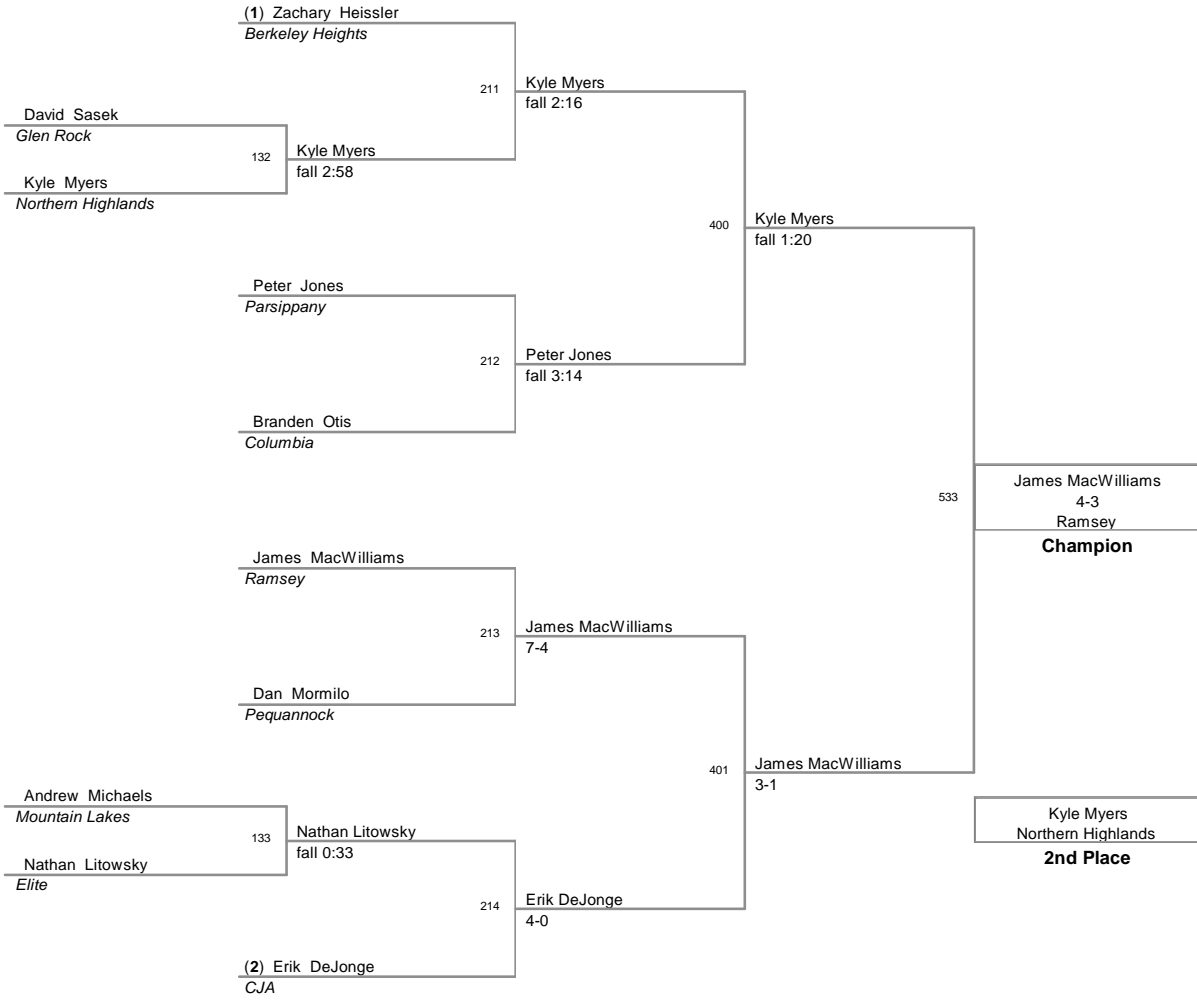 (1) Zachary Heissler
Berkeley Heights
211
Kyle Myers
fall 2:16
David Sasek
Glen Rock
132
Kyle Myers
fall 2:58
Kyle Myers
Northern Highlands
400
Kyle Myers
fall 1:20
Peter Jones
Parsippany
212
Peter Jones
fall 3:14
Branden Otis
Columbia
533
James MacWilliams
4-3
Ramsey
Champion
James MacWilliams
Ramsey
213
James MacWilliams
7-4
Dan Mormilo
Pequannock
401
James MacWilliams
3-1
Andrew Michaels
Mountain Lakes
133
Nathan Litowsky
fall 0:33
Nathan Litowsky
Elite
Kyle Myers
Northern Highlands
2nd Place
214
Erik DeJonge
4-0
(2) Erik DeJonge
CJA